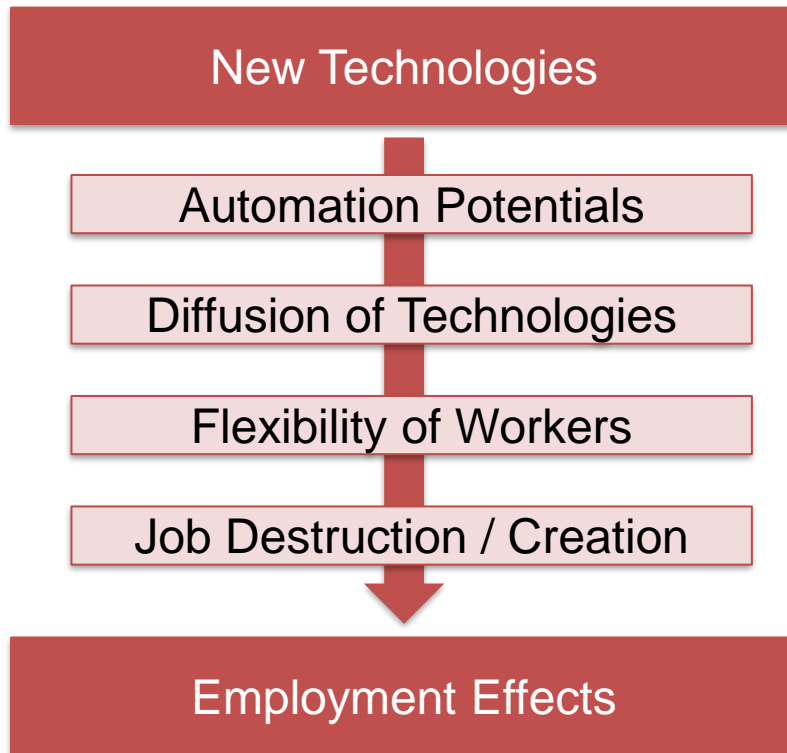 New Technologies
Automation Potentials
Diffusion of Technologies
Flexibility of Workers
Job Destruction / Creation
Employment Effects